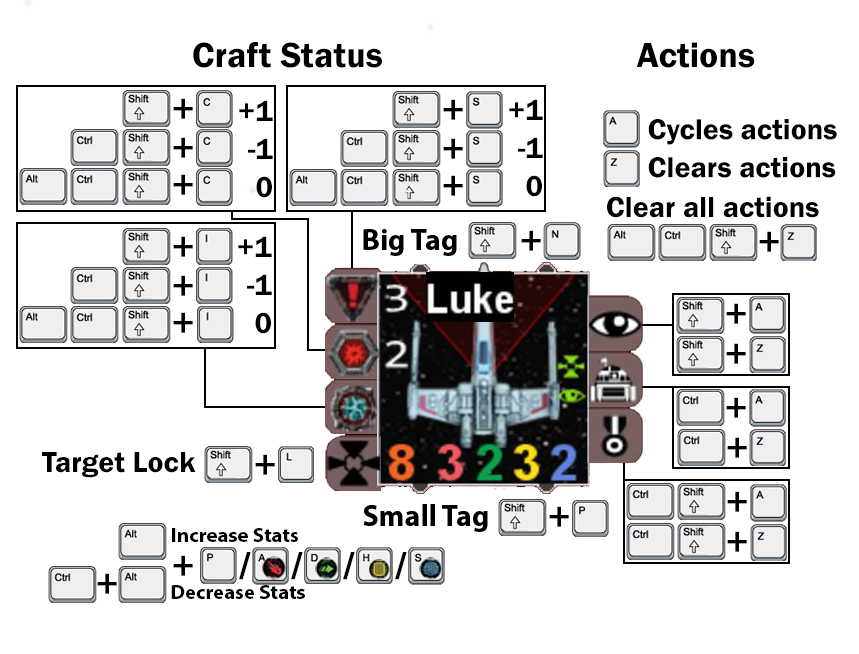 Craft Status
Shift + C +1
Ctrl Shift + C -1
Alt Ctrl Shift + C 0
Shift + S +1
Ctrl Shift + S -1
Alt Ctrl Shift + S 0
Shift + I +1
Ctrl Shift + I -1
Alt Ctrl Shift + I 0
Actions
A Cycles actions
Z Clears actions
Clear all actions
Alt Ctrl Shift + Z
Big Tag Shift + N
3 Luke
2
8 3 2 3 2
Shift + A
Shift + Z
Ctrl + A
Ctrl + Z
Ctrl Shift + A
Ctrl Shift + Z
Target Lock Shift + L
Small Tag Shift + P
Alt Increase Stats
+ P / A / D / H / S
Ctrl + Alt Decrease Stats